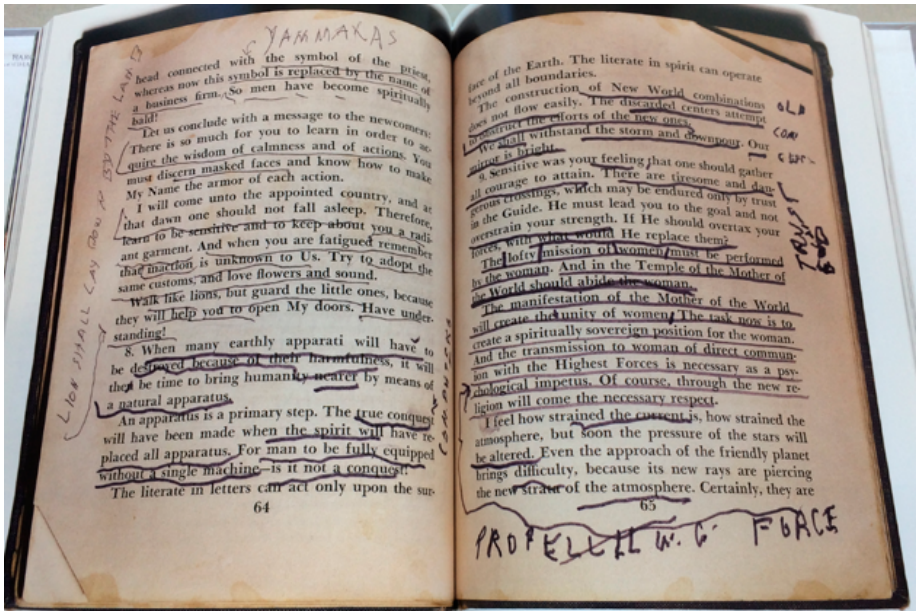 YAMMAKAS
head connected with the symbol of the priest,
whereas now this symbol is replaced by the name of
a business firm. So men have become spiritually
bald!
Let us conclude with a message to the newcomers:
There is so much for you to learn in order to ac-
quire the wisdom of calmness and of actions. You
must discern masked faces and know how to make
My Name the armor of each action.
I will come unto the appointed country, and at
that dawn one should not fall asleep. Therefore,
learn to be sensitive and to keep about you a radi-
ant garment. And when you are fatigued remember
that inaction is unknown to Us. Try to adopt the
same customs, and love flowers and sound.
Walk like lions, but guard the little ones, because
they will help you to open My doors. Have under-
standing!
8. When many earthly apparati will have to
be destroyed because of their harmfulness, it will
then be time to bring humanity nearer by means of
a natural apparatus.
An apparatus is a primary step. The true conquest
will have been made when the spirit will have re-
placed all apparatus. For man to be fully equipped
without a single machine—is it not a conquest!
The literate in letters can act only upon the sur-
64
LION SHALL LAY DOWN BY THE LAMB
face of the Earth. The literate in spirit can operate
beyond all boundaries.
The construction of New World combinations
does not flow easily. The discarded centers attempt
to obstruct the efforts of the new ones.
We shall withstand the storm and downpour. Our
mirror is bright.
9. Sensitive was your feeling that one should gather
all courage to attain. There are tiresome and dan-
gerous crossings, which may be endured only by trust
in the Guide. He must lead you to the goal and not
overstrain your strength. If He should overtax your
forces, with what would He replace them?
The lofty mission of women must be performed
by the woman. And in the Temple of the Mother of
the World should abide the woman.
The manifestation of the Mother of the World
will create the unity of women. The task now is to
create a spiritually sovereign position for the woman.
And the transmission to woman of direct commun-
ion with the Highest Forces is necessary as a psy-
chological impetus. Of course, through the new re-
ligion will come the necessary respect.
I feel how strained the current is, how strained the
atmosphere, but soon the pressure of the stars will
be altered. Even the approach of the friendly planet
brings difficulty, because its new rays are piercing
the new strata of the atmosphere. Certainly, they are
65
OLD
FORCE